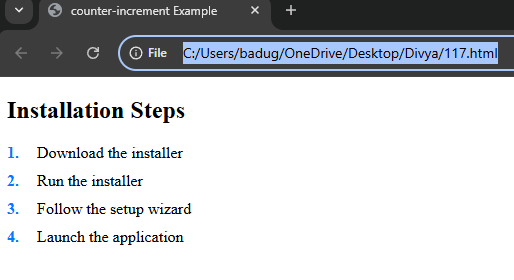 counter-increment Example
File C:/Users/badug/OneDrive/Desktop/Divya/117.html
Installation Steps
1. Download the installer
2. Run the installer
3. Follow the setup wizard
4. Launch the application